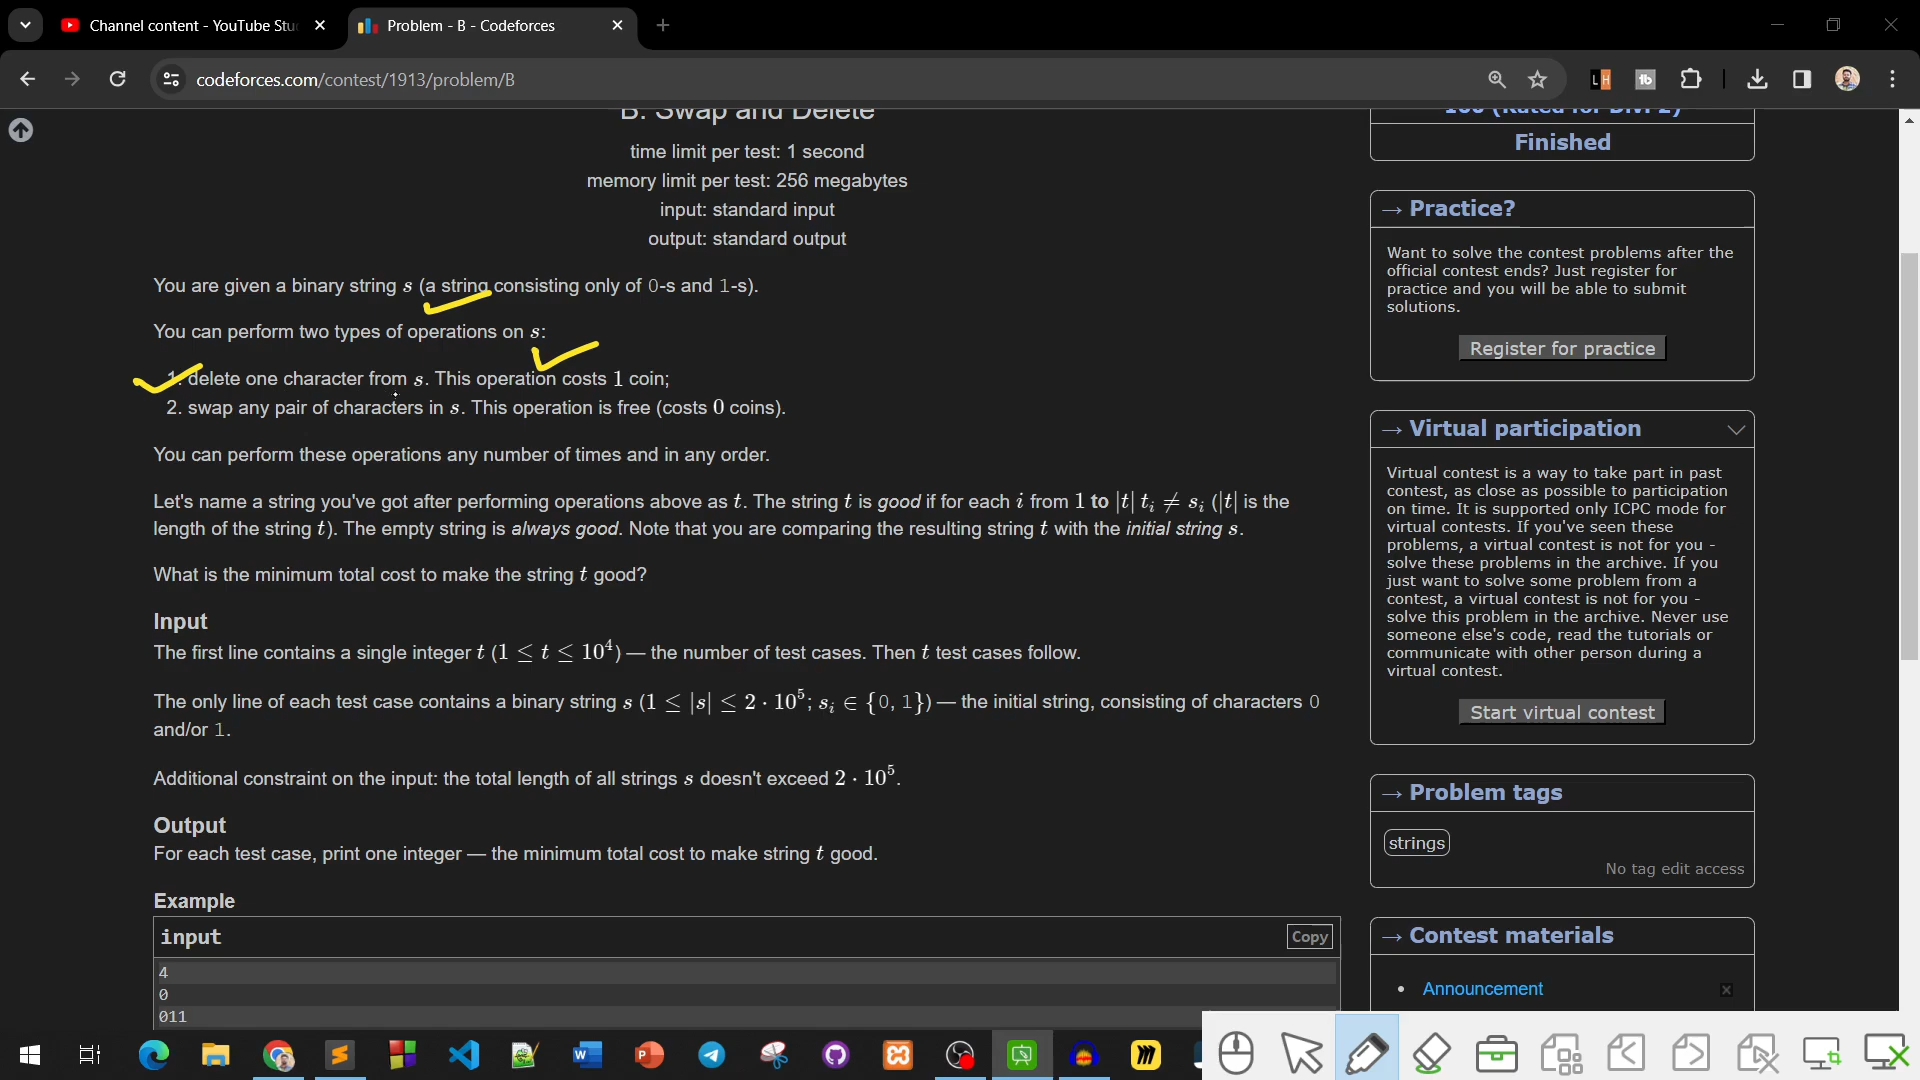 Channel content - YouTube Stu
Problem - B - Codeforces
codeforces.com/contest/1913/problem/B
B. Swap and Delete
time limit per test: 1 second
memory limit per test: 256 megabytes
input: standard input
output: standard output
You are given a binary string s (a string consisting only of 0-s and 1-s).
You can perform two types of operations on s:
1. delete one character from s. This operation costs 1 coin;
2. swap any pair of characters in s. This operation is free (costs 0 coins).
You can perform these operations any number of times and in any order.
Let's name a string you've got after performing operations above as t. The string t is good if for each i from 1 to |t| t_i ≠ s_i (|t| is the
length of the string t). The empty string is always good. Note that you are comparing the resulting string t with the initial string s.
What is the minimum total cost to make the string t good?
Input
The first line contains a single integer t (1 ≤ t ≤ 10^4) — the number of test cases. Then t test cases follow.
The only line of each test case contains a binary string s (1 ≤ |s| ≤ 2 · 10^5; s_i ∈ {0, 1}) — the initial string, consisting of characters 0
and/or 1.
Additional constraint on the input: the total length of all strings s doesn't exceed 2 · 10^5.
Output
For each test case, print one integer — the minimum total cost to make string t good.
Example
input
Copy
4
0
011
Finished
→ Practice?
Want to solve the contest problems after the
official contest ends? Just register for
practice and you will be able to submit
solutions.
Register for practice
→ Virtual participation
Virtual contest is a way to take part in past
contest, as close as possible to participation
on time. It is supported only ICPC mode for
virtual contests. If you've seen these
problems, a virtual contest is not for you -
solve these problems in the archive. If you
just want to solve some problem from a
contest, a virtual contest is not for you -
solve this problem in the archive. Never use
someone else's code, read the tutorials or
communicate with other person during a
virtual contest.
Start virtual contest
→ Problem tags
strings
No tag edit access
→ Contest materials
• Announcement